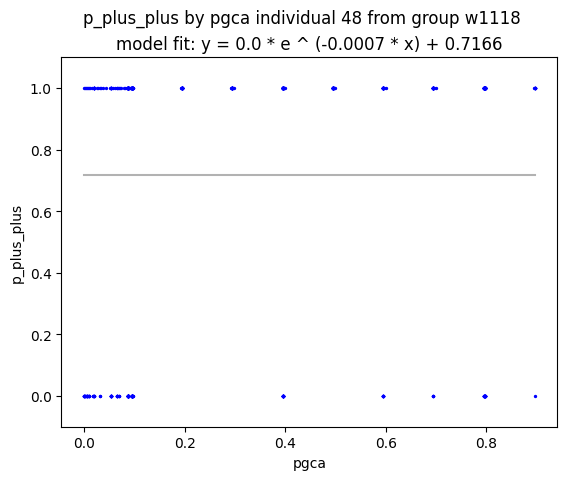 p_plus_plus by pgca individual 48 from group w1118
model fit: y = 0.0 * e ^ (-0.0007 * x) + 0.7166
1.0
0.8
0.6
0.4
0.2
0.0
p_plus_plus
0.0 0.2 0.4 0.6 0.8
pgca